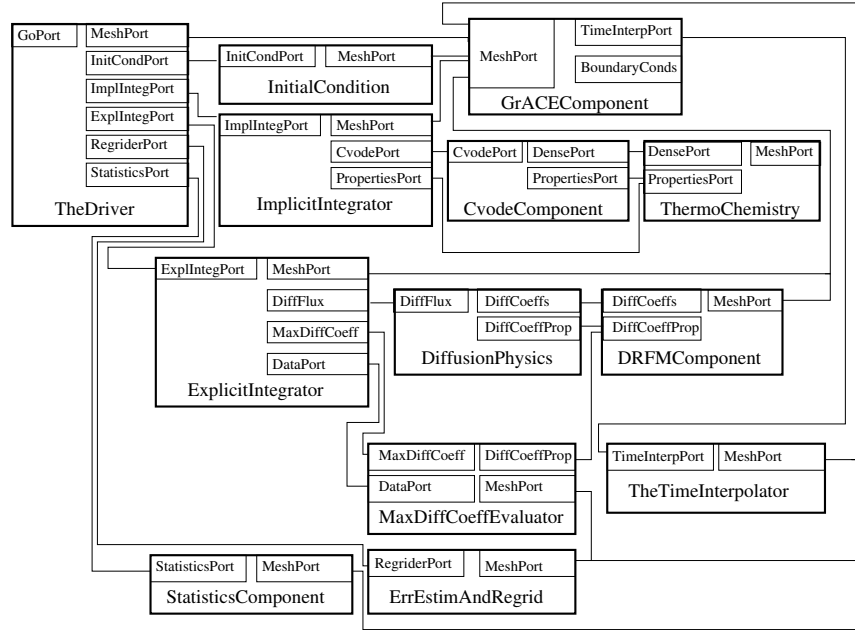 GoPort
MeshPort
InitCondPort
ImplIntegPort
ExplIntegPort
RegriderPort
StatisticsPort
TheDriver
InitCondPort
MeshPort
InitialCondition
MeshPort
TimeInterpPort
BoundaryConds
GrACEComponent
ImplIntegPort
MeshPort
CvodePort
PropertiesPort
ImplicitIntegrator
CvodePort
DensePort
PropertiesPort
CvodeComponent
DensePort
MeshPort
PropertiesPort
ThermoChemistry
ExplIntegPort
MeshPort
DiffFlux
MaxDiffCoeff
DataPort
ExplicitIntegrator
DiffFlux
DiffCoeffs
DiffCoeffProp
DiffusionPhysics
DiffCoeffs
MeshPort
DiffCoeffProp
DRFMComponent
MaxDiffCoeff
DiffCoeffProp
DataPort
MeshPort
MaxDiffCoeffEvaluator
TimeInterpPort
MeshPort
TheTimeInterpolator
StatisticsPort
MeshPort
StatisticsComponent
RegriderPort
MeshPort
ErrEstimAndRegrid